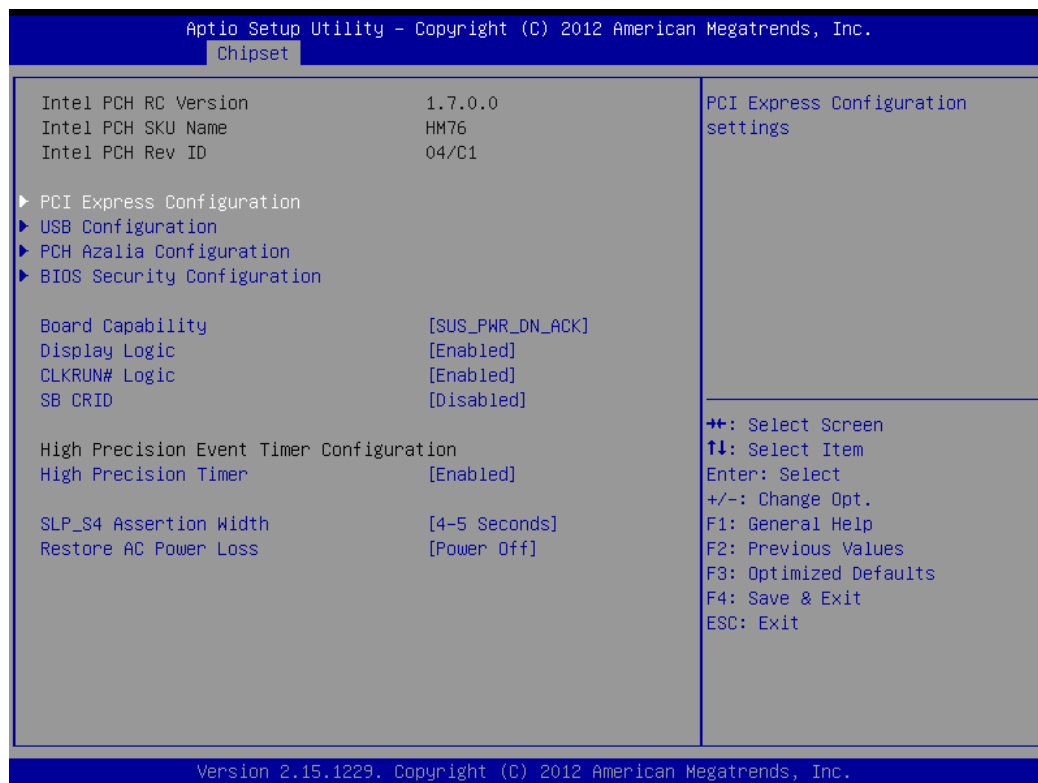 Aptio Setup Utility – Copyright (C) 2012 American Megatrends, Inc.
Chipset
Intel PCH RC Version 1.7.0.0
Intel PCH SKU Name HM76
Intel PCH Rev ID 04/C1
PCI Express Configuration
USB Configuration
PCH Azalia Configuration
BIOS Security Configuration
Board Capability [SUS_PWR_DN_ACK]
Display Logic [Enabled]
CLKRUN# Logic [Enabled]
SB CRID [Disabled]
High Precision Event Timer Configuration
High Precision Timer [Enabled]
SLP_S4 Assertion Width [4-5 Seconds]
Restore AC Power Loss [Power Off]
PCI Express Configuration
settings
→←: Select Screen
↑↓: Select Item
Enter: Select
+/-: Change Opt.
F1: General Help
F2: Previous Values
F3: Optimized Defaults
F4: Save & Exit
ESC: Exit
Version 2.15.1229. Copyright (C) 2012 American Megatrends, Inc.